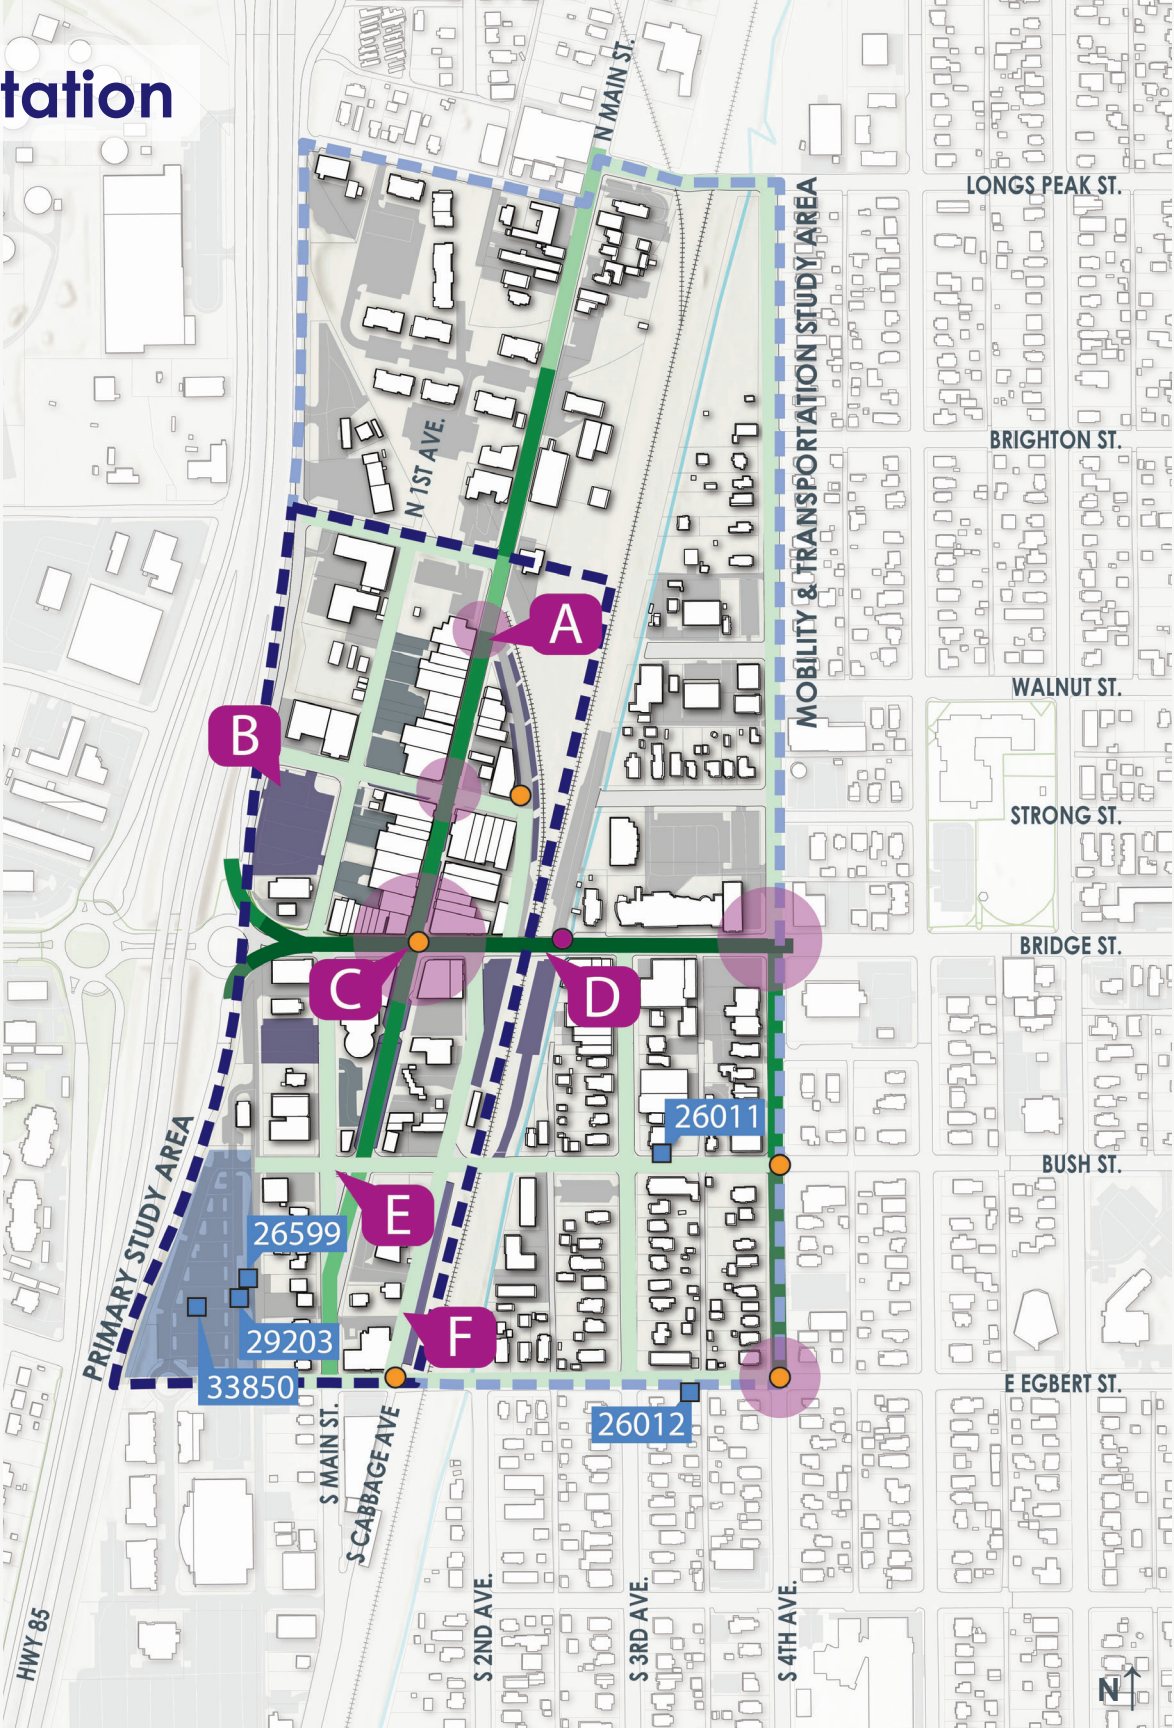 tation
N MAIN ST.
LONGS PEAK ST.
MOBILITY & TRANSPORTATION STUDY AREA
BRIGHTON ST.
N 1ST AVE.
A
WALNUT ST.
B
STRONG ST.
BRIDGE ST.
C
D
26011
PRIMARY STUDY AREA
BUSH ST.
E
26599
F
29203
33850
E EGBERT ST.
26012
S MAIN ST.
S CABBAGE AVE
HWY 85
S 2ND AVE.
S 3RD AVE.
S 4TH AVE.
N